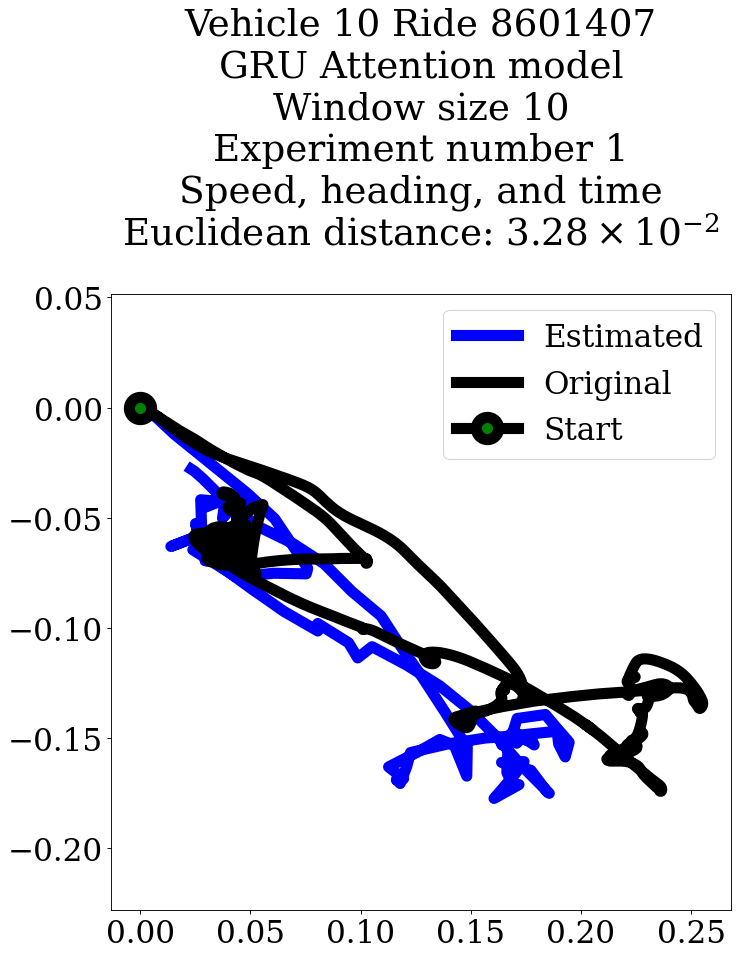 Vehicle 10 Ride 8601407
GRU Attention model
Window size 10
Experiment number 1
Speed, heading, and time
Euclidean distance: 3.28 × 10⁻²
Estimated
Original
Start
0.05
0.00
−0.05
−0.10
−0.15
−0.20
0.00 0.05 0.10 0.15 0.20 0.25